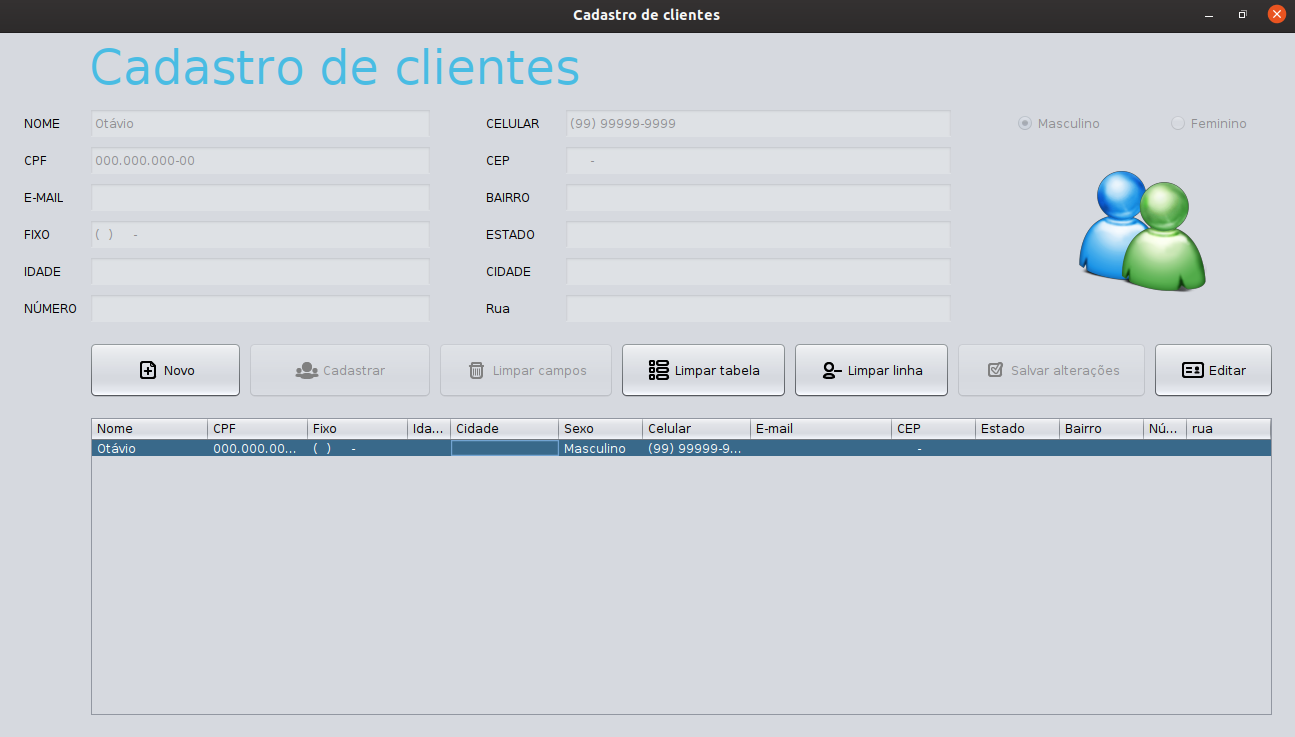 Cadastro de clientes
Cadastro de clientes
NOME Otávio CELULAR (99) 99999-9999 Masculino Feminino
CPF 000.000.000-00 CEP -
E-MAIL BAIRRO
FIXO ( ) - ESTADO
IDADE CIDADE
NÚMERO Rua
Novo Cadastrar Limpar campos Limpar tabela Limpar linha Salvar alterações Editar
Nome CPF Fixo Ida... Cidade Sexo Celular E-mail CEP Estado Bairro Nú... rua
Otávio 000.000.00... ( ) - Masculino (99) 99999-9... -